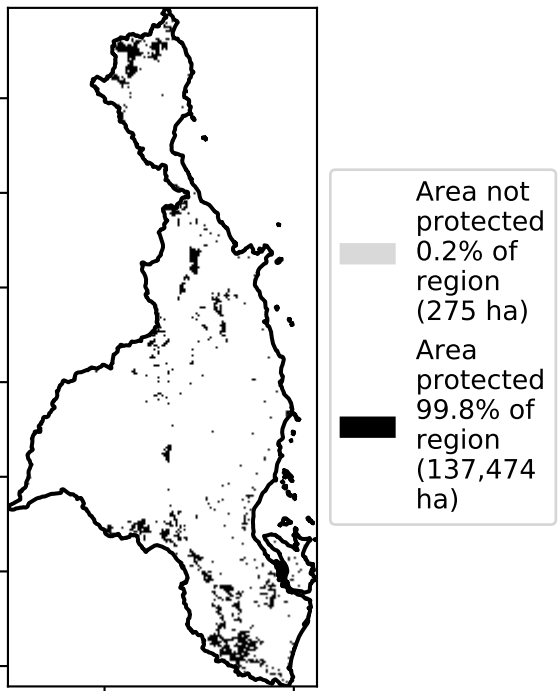 Area not
protected
0.2% of
region
(275 ha)
Area
protected
99.8% of
region
(137,474
ha)